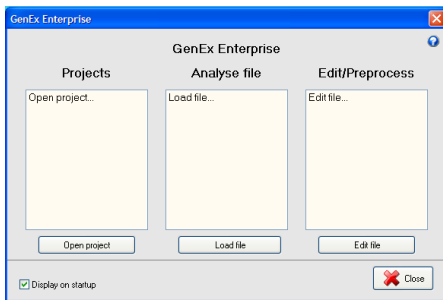 GenEx Enterprise
GenEx Enterprise
Projects
Analyse file
Edit/Preprocess
Open project...
Load file...
Edit file...
Open project
Load file
Edit file
Display on startup
Close